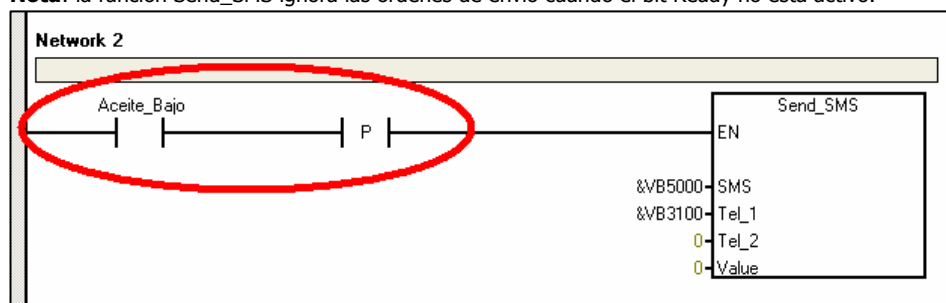 Nota: la función Send_SMS ignora las órdenes de envío cuando el bit Ready no está activo.
Network 2
Aceite_Bajo
P
Send_SMS
EN
&VB5000 SMS
&VB3100 Tel_1
0 Tel_2
0 Value